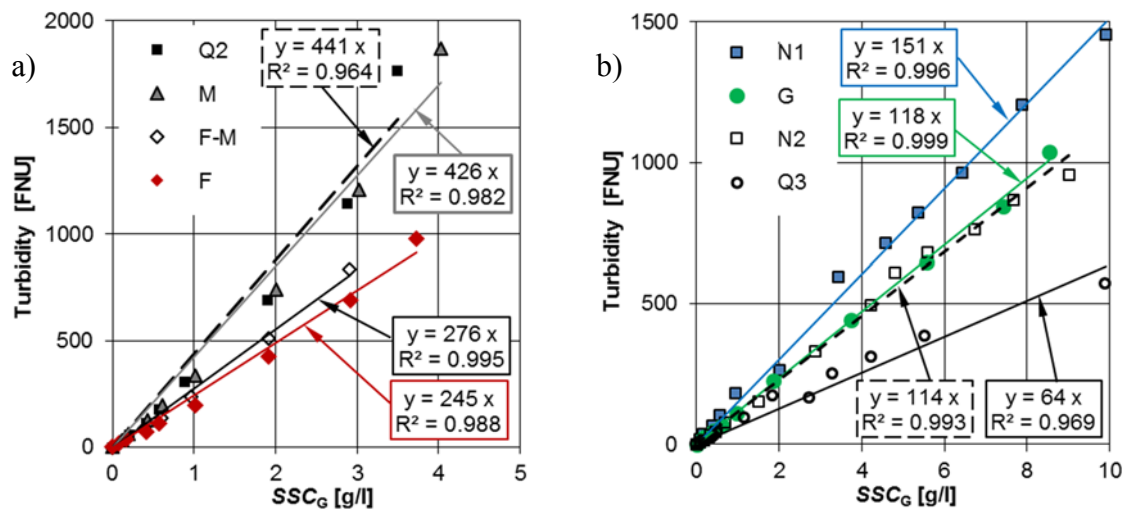 a)
Turbidity [FNU]
2000
1500
1000
500
0
Q2
M
F-M
F
y = 441 x
R² = 0.964
y = 426 x
R² = 0.982
y = 276 x
R² = 0.995
y = 245 x
R² = 0.988
0 1 2 3 4 5
SSC_G [g/l]
b)
Turbidity [FNU]
1500
1000
500
0
N1
G
N2
Q3
y = 151 x
R² = 0.996
y = 118 x
R² = 0.999
y = 114 x
R² = 0.993
y = 64 x
R² = 0.969
0 2 4 6 8 10
SSC_G [g/l]